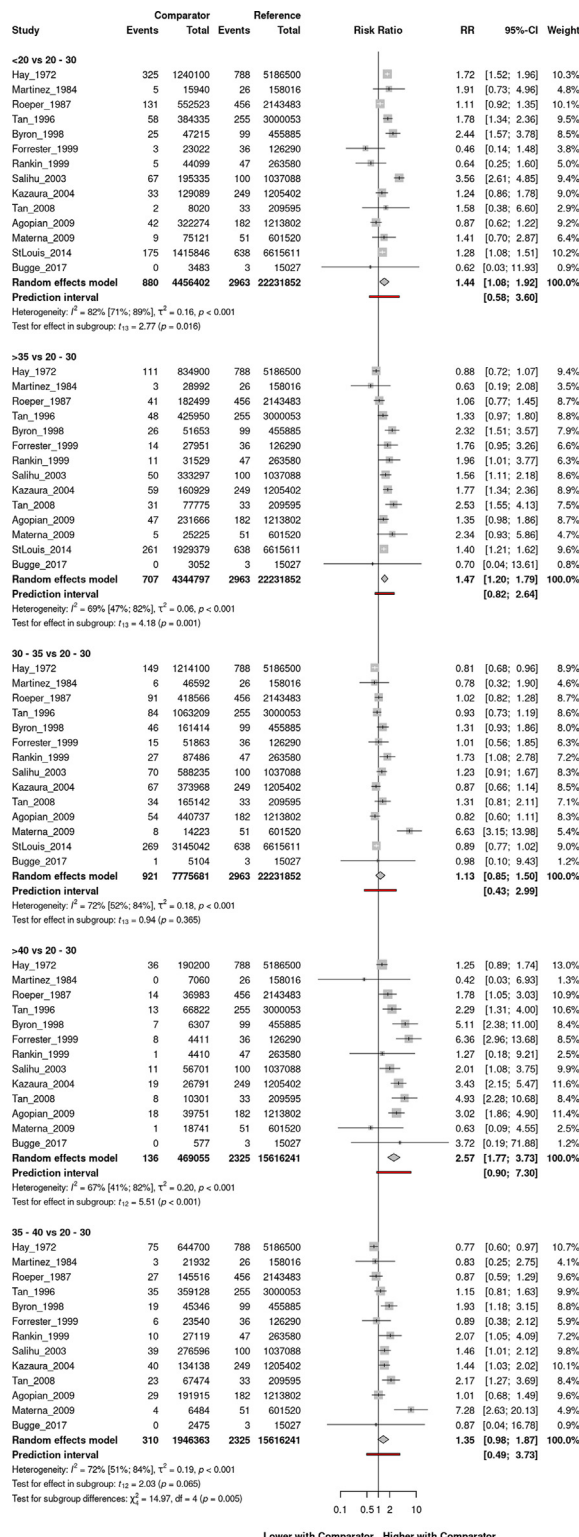 Comparator Reference
Study Events Total Events Total Risk Ratio RR 95%-CI Weight
<20 vs 20 - 30
Hay_1972 325 1240100 788 5186500 1.72 [1.52; 1.96] 10.3%
Martinez_1984 5 15940 26 158016 1.91 [0.73; 4.96] 4.8%
Roeper_1987 131 552523 456 2143483 1.11 [0.92; 1.35] 10.1%
Tan_1996 58 384335 255 3000053 1.78 [1.34; 2.36] 9.5%
Byron_1998 25 47215 99 455885 2.44 [1.57; 3.78] 8.4%
Forrester_1999 3 23022 36 126290 0.46 [0.14; 1.48] 3.8%
Rankin_1999 5 44099 47 263580 0.64 [0.25; 1.60] 5.0%
Salihu_2003 67 195335 100 1037088 3.56 [2.61; 4.85] 9.3%
Kazaura_2004 33 129089 249 1205402 1.24 [0.86; 1.78] 9.0%
Tan_2008 2 8020 33 209595 1.58 [0.38; 6.60] 2.9%
Agopian_2009 42 322274 182 1213802 0.87 [0.62; 1.22] 9.1%
Materna_2009 9 75121 51 601520 1.41 [0.70; 2.87] 6.4%
StLouis_2014 175 1415846 638 6615611 1.28 [1.08; 1.51] 10.2%
Bugge_2017 0 3483 3 15027 0.62 [0.03; 11.93] 0.9%
Random effects model 880 4456402 2963 22231852 1.44 [1.08; 1.92] 100.0%
Prediction interval [0.58; 3.60]
Heterogeneity: I² = 82% [71%; 89%], τ² = 0.16, p < 0.001
Test for effect in subgroup: t₁₃ = 2.77 (p = 0.016)
>35 vs 20 - 30
Hay_1972 111 834900 788 5186500 0.88 [0.72; 1.07] 9.4%
Martinez_1984 3 28992 26 158016 0.63 [0.19; 2.08] 2.4%
Roeper_1987 41 182499 456 2143483 1.06 [0.77; 1.45] 8.7%
Tan_1996 48 425950 255 3000053 1.33 [0.97; 1.80] 8.8%
Byron_1998 26 51653 99 455885 2.32 [1.51; 3.57] 7.9%
Forrester_1999 14 27951 36 126290 1.76 [0.95; 3.26] 6.6%
Rankin_1999 11 31529 47 263580 1.96 [1.01; 3.77] 6.0%
Salihu_2003 50 333297 100 1037088 1.56 [1.11; 2.18] 8.5%
Kazaura_2004 59 160929 249 1205402 1.77 [1.34; 2.36] 9.0%
Tan_2008 31 77775 33 209595 2.53 [1.55; 4.13] 7.5%
Agopian_2009 47 231666 182 1213802 1.35 [0.98; 1.86] 8.7%
Materna_2009 5 25225 51 601520 2.34 [0.93; 5.86] 4.2%
StLouis_2014 261 1929379 638 6615611 1.40 [1.21; 1.62] 9.8%
Bugge_2017 0 3052 3 15027 0.70 [0.04; 13.61] 0.8%
Random effects model 707 4344797 2963 22231852 1.47 [1.20; 1.79] 100.0%
Prediction interval [0.82; 2.64]
Heterogeneity: I² = 69% [47%; 82%], τ² = 0.06, p < 0.001
Test for effect in subgroup: t₁₃ = 4.18 (p = 0.001)
30 - 35 vs 20 - 30
Hay_1972 149 1214100 788 5186500 0.81 [0.68; 0.96] 8.9%
Martinez_1984 6 46592 26 158016 0.78 [0.32; 1.90] 4.6%
Roeper_1987 91 418566 456 2143483 1.02 [0.82; 1.28] 8.7%
Tan_1996 84 1063209 255 3000053 0.93 [0.73; 1.19] 8.6%
Byron_1998 46 161414 99 455885 1.31 [0.93; 1.86] 8.2%
Forrester_1999 15 51863 36 126290 1.01 [0.56; 1.85] 6.3%
Rankin_1999 27 87486 47 263580 1.73 [1.08; 2.78] 7.2%
Salihu_2003 70 588235 100 1037088 1.23 [0.91; 1.67] 8.4%
Kazaura_2004 67 373968 249 1205402 0.87 [0.66; 1.14] 8.5%
Tan_2008 34 165142 33 209595 1.31 [0.81; 2.11] 7.1%
Agopian_2009 54 440737 182 1213802 0.82 [0.60; 1.11] 8.4%
Materna_2009 8 14223 51 601520 6.63 [3.15; 13.98] 5.4%
StLouis_2014 269 3145042 638 6615611 0.89 [0.77; 1.02] 8.9%
Bugge_2017 1 5104 3 15027 0.98 [0.10; 9.43] 1.2%
Random effects model 921 7775681 2963 22231852 1.13 [0.85; 1.50] 100.0%
Prediction interval [0.43; 2.99]
Heterogeneity: I² = 72% [52%; 84%], τ² = 0.18, p < 0.001
Test for effect in subgroup: t₁₃ = 0.94 (p = 0.365)
>40 vs 20 - 30
Hay_1972 36 190200 788 5186500 1.25 [0.89; 1.74] 13.0%
Martinez_1984 0 7060 26 158016 0.42 [0.03; 6.93] 1.3%
Roeper_1987 14 36983 456 2143483 1.78 [1.05; 3.03] 10.9%
Tan_1996 13 66822 255 3000053 2.29 [1.31; 4.00] 10.6%
Byron_1998 7 6307 99 455885 5.11 [2.38; 11.00] 8.4%
Forrester_1999 8 4411 36 126290 6.36 [2.96; 13.68] 8.4%
Rankin_1999 1 4410 47 263580 1.27 [0.18; 9.21] 2.5%
Salihu_2003 11 56701 100 1037088 2.01 [1.08; 3.75] 9.9%
Kazaura_2004 19 26791 249 1205402 3.43 [2.15; 5.47] 11.6%
Tan_2008 8 10301 33 209595 4.93 [2.28; 10.68] 8.3%
Agopian_2009 18 39751 182 1213802 3.02 [1.86; 4.90] 11.4%
Materna_2009 1 18741 51 601520 0.63 [0.09; 4.55] 2.5%
Bugge_2017 0 577 3 15027 3.72 [0.19; 71.88] 1.2%
Random effects model 136 469055 2325 15616241 2.57 [1.77; 3.73] 100.0%
Prediction interval [0.90; 7.30]
Heterogeneity: I² = 67% [41%; 82%], τ² = 0.20, p < 0.001
Test for effect in subgroup: t₁₂ = 5.51 (p < 0.001)
35 - 40 vs 20 - 30
Hay_1972 75 644700 788 5186500 0.77 [0.60; 0.97] 10.7%
Martinez_1984 3 21932 26 158016 0.83 [0.25; 2.75] 4.1%
Roeper_1987 27 145516 456 2143483 0.87 [0.59; 1.29] 9.6%
Tan_1996 35 359128 255 3000053 1.15 [0.81; 1.63] 9.9%
Byron_1998 19 45346 99 455885 1.93 [1.18; 3.15] 8.8%
Forrester_1999 6 23540 36 126290 0.89 [0.38; 2.12] 6.0%
Rankin_1999 10 27119 47 263580 2.07 [1.05; 4.09] 7.3%
Salihu_2003 39 276596 100 1037088 1.46 [1.01; 2.12] 9.8%
Kazaura_2004 40 134138 249 1205402 1.44 [1.03; 2.02] 10.0%
Tan_2008 23 67474 33 209595 2.17 [1.27; 3.69] 8.4%
Agopian_2009 29 191915 182 1213802 1.01 [0.68; 1.49] 9.6%
Materna_2009 4 6484 51 601520 7.28 [2.63; 20.13] 4.9%
Bugge_2017 0 2475 3 15027 0.87 [0.04; 16.78] 0.9%
Random effects model 310 1946363 2325 15616241 1.35 [0.98; 1.87] 100.0%
Prediction interval [0.49; 3.73]
Heterogeneity: I² = 72% [51%; 84%], τ² = 0.19, p < 0.001
Test for effect in subgroup: t₁₂ = 2.03 (p = 0.065)
Test for subgroup differences: χ²₄ = 14.97, df = 4 (p = 0.005)
0.1 0.5 1 2 10
Lower with Comparator Higher with Comparator